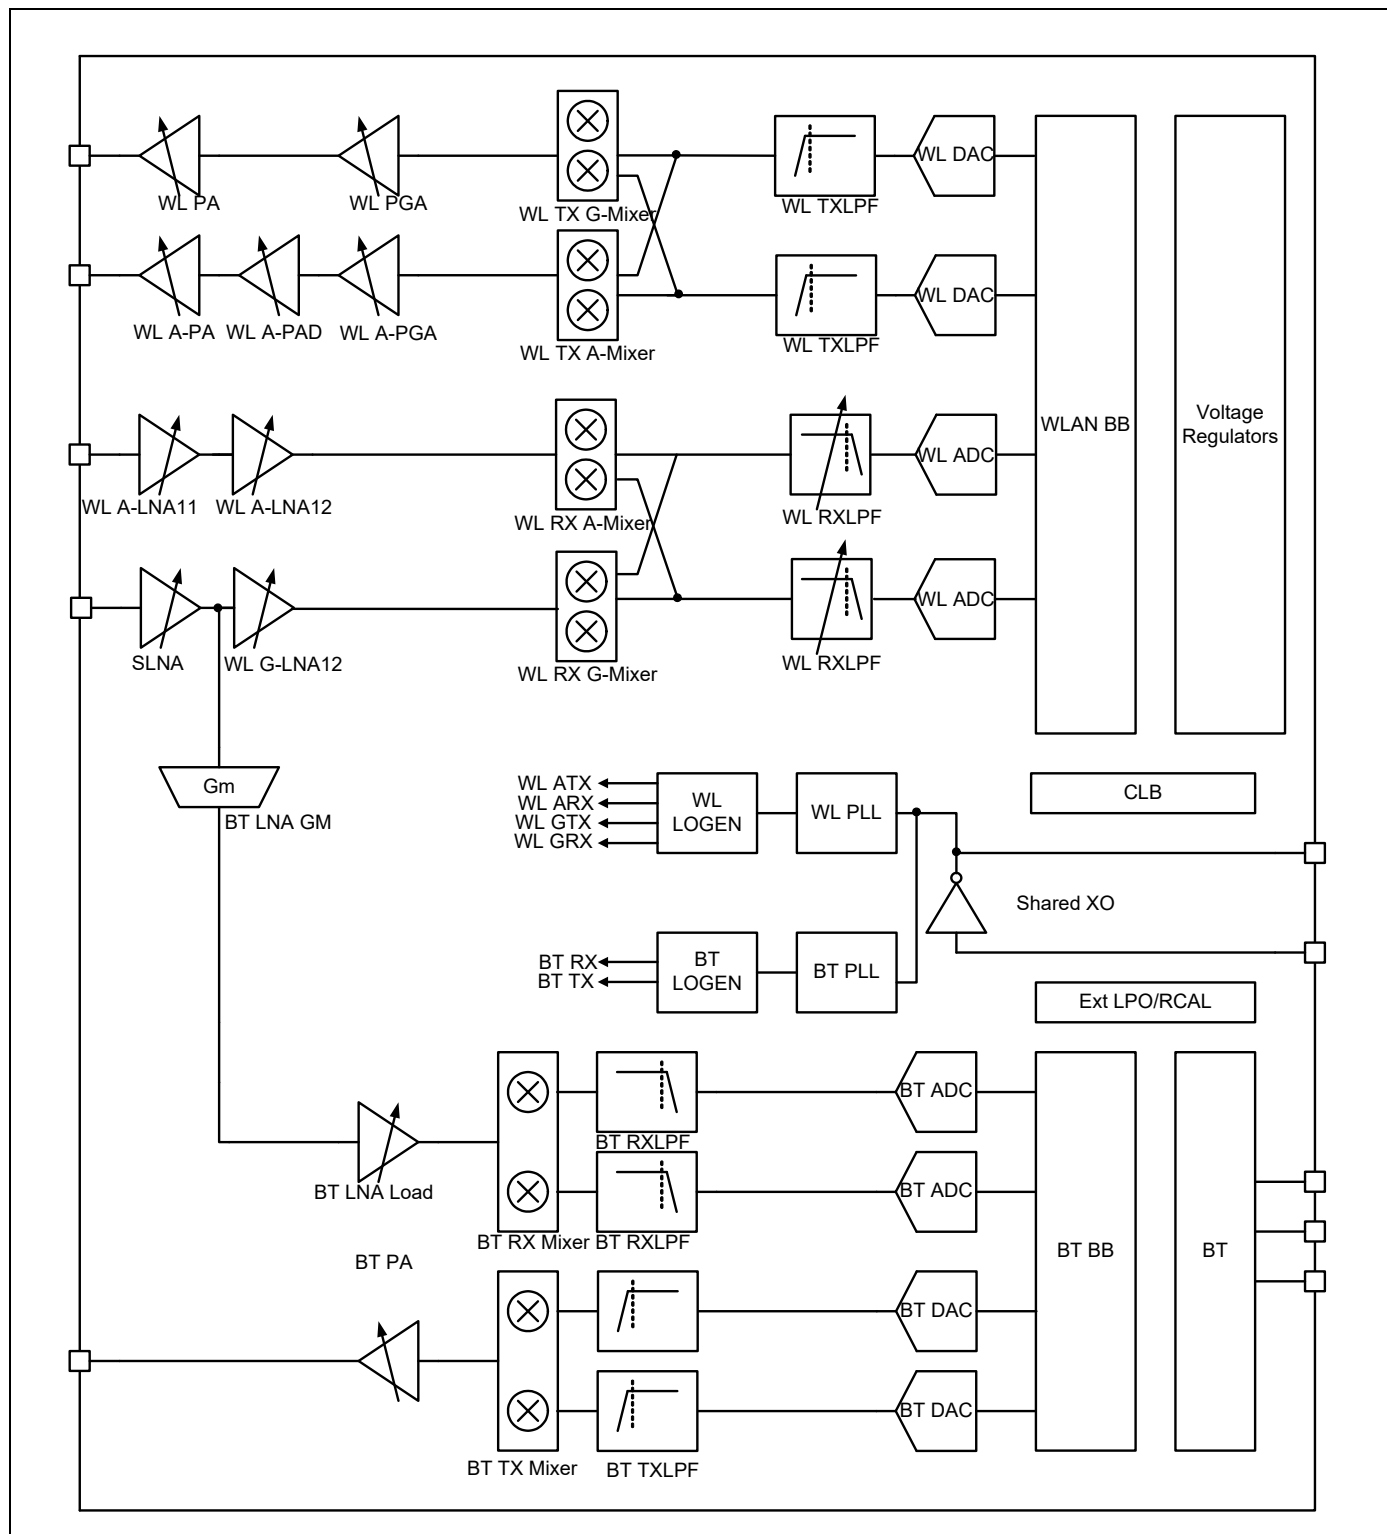 WL PA
WL PGA
WL TX G-Mixer
WL TXLPF
WL DAC
WL A-PA
WL A-PAD
WL A-PGA
WL TX A-Mixer
WL TXLPF
WL DAC
WLAN BB
Voltage
Regulators
WL A-LNA11
WL A-LNA12
WL RX A-Mixer
WL RXLPF
WL ADC
SLNA
WL G-LNA12
WL RX G-Mixer
WL RXLPF
WL ADC
Gm
BT LNA GM
WL ATX
WL ARX
WL GTX
WL GRX
WL
LOGEN
WL PLL
CLB
Shared XO
BT RX
BT TX
BT
LOGEN
BT PLL
Ext LPO/RCAL
BT LNA Load
BT RX Mixer
BT RXLPF
BT ADC
BT RXLPF
BT ADC
BT BB
BT
BT PA
BT DAC
BT TX Mixer
BT TXLPF
BT DAC